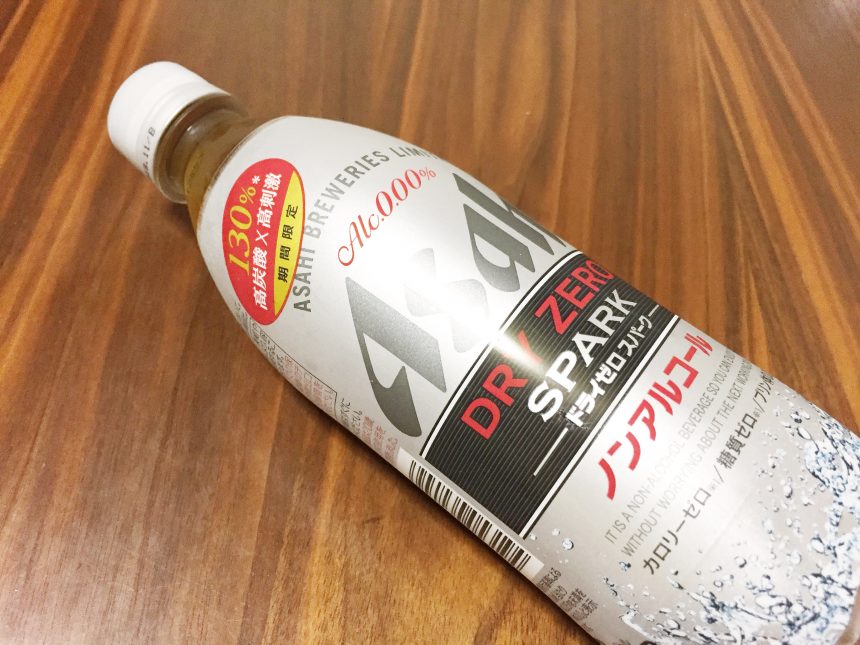 130%*
高炭酸×高刺激
期間限定
ASAHI BREWERIES
Alc.0.00%
DRY ZERO
SPARK
ドライゼロ スパーク
ノンアルコール
IT IS A NON-ALCOHOL BEVERAGE SO YOU CAN
WITHOUT WORRYING ABOUT THE NEXT MORNING
カロリーゼロ/糖質ゼロ/プリン